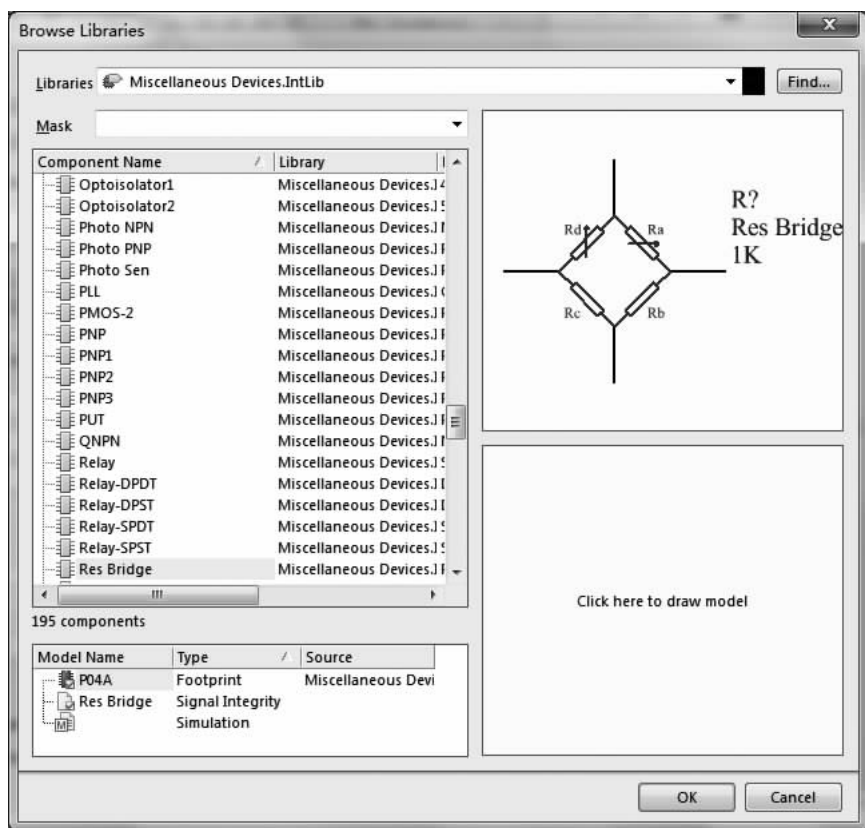 Browse Libraries
Libraries Miscellaneous Devices.IntLib Find...
Mask
Component Name Library
Optoisolator1 Miscellaneous Devices.I
Optoisolator2 Miscellaneous Devices.I
Photo NPN Miscellaneous Devices.I
Photo PNP Miscellaneous Devices.I
Photo Sen Miscellaneous Devices.I
PLL Miscellaneous Devices.I
PMOS-2 Miscellaneous Devices.I
PNP Miscellaneous Devices.I
PNP1 Miscellaneous Devices.I
PNP2 Miscellaneous Devices.I
PNP3 Miscellaneous Devices.I
PUT Miscellaneous Devices.I
QNPN Miscellaneous Devices.I
Relay Miscellaneous Devices.I
Relay-DPDT Miscellaneous Devices.I
Relay-DPST Miscellaneous Devices.I
Relay-SPDT Miscellaneous Devices.I
Relay-SPST Miscellaneous Devices.I
Res Bridge Miscellaneous Devices.I
195 components
Model Name Type Source
P04A Footprint Miscellaneous Devi
Res Bridge Signal Integrity
Simulation
Rd Ra
Rc Rb
R?
Res Bridge
1K
Click here to draw model
OK Cancel